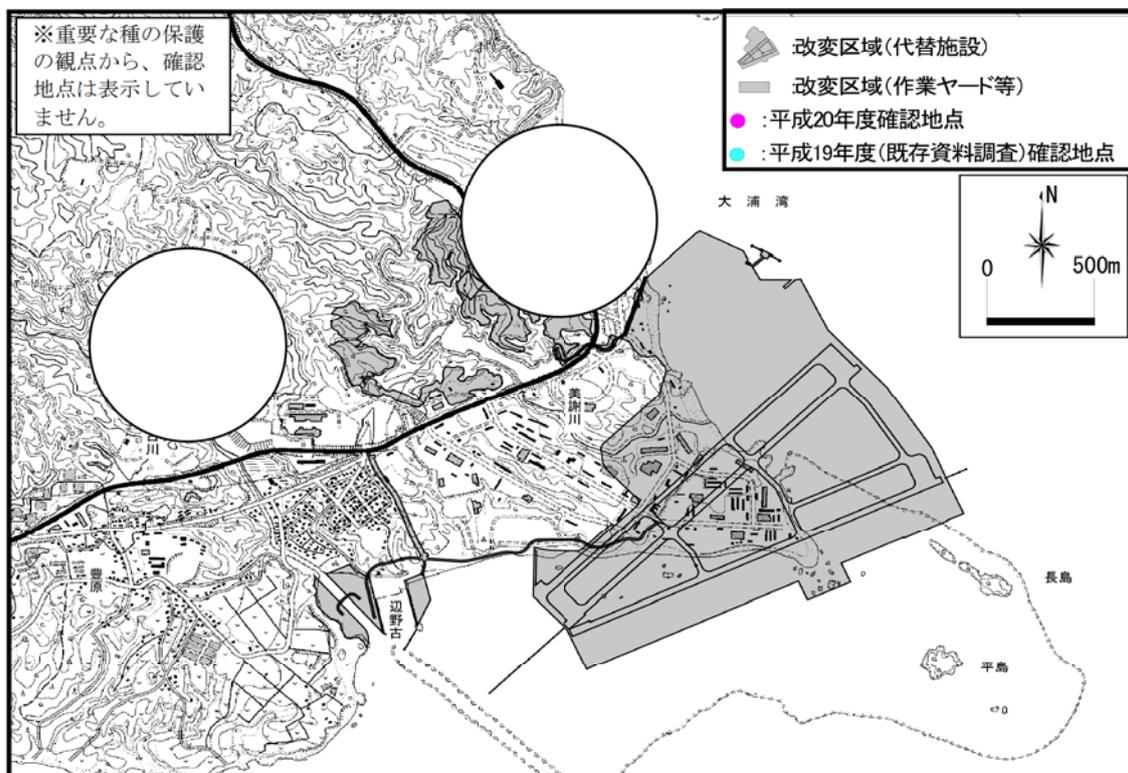 ※重要な種の保護
の観点から、確認
地点は表示してい
ません。
:改変区域(代替施設)
:改変区域(作業ヤード等)
:平成20年度確認地点
:平成19年度(既存資料調査)確認地点
大浦湾
N
0 500m
美謝川
川
豊原
辺野古
長島
平島